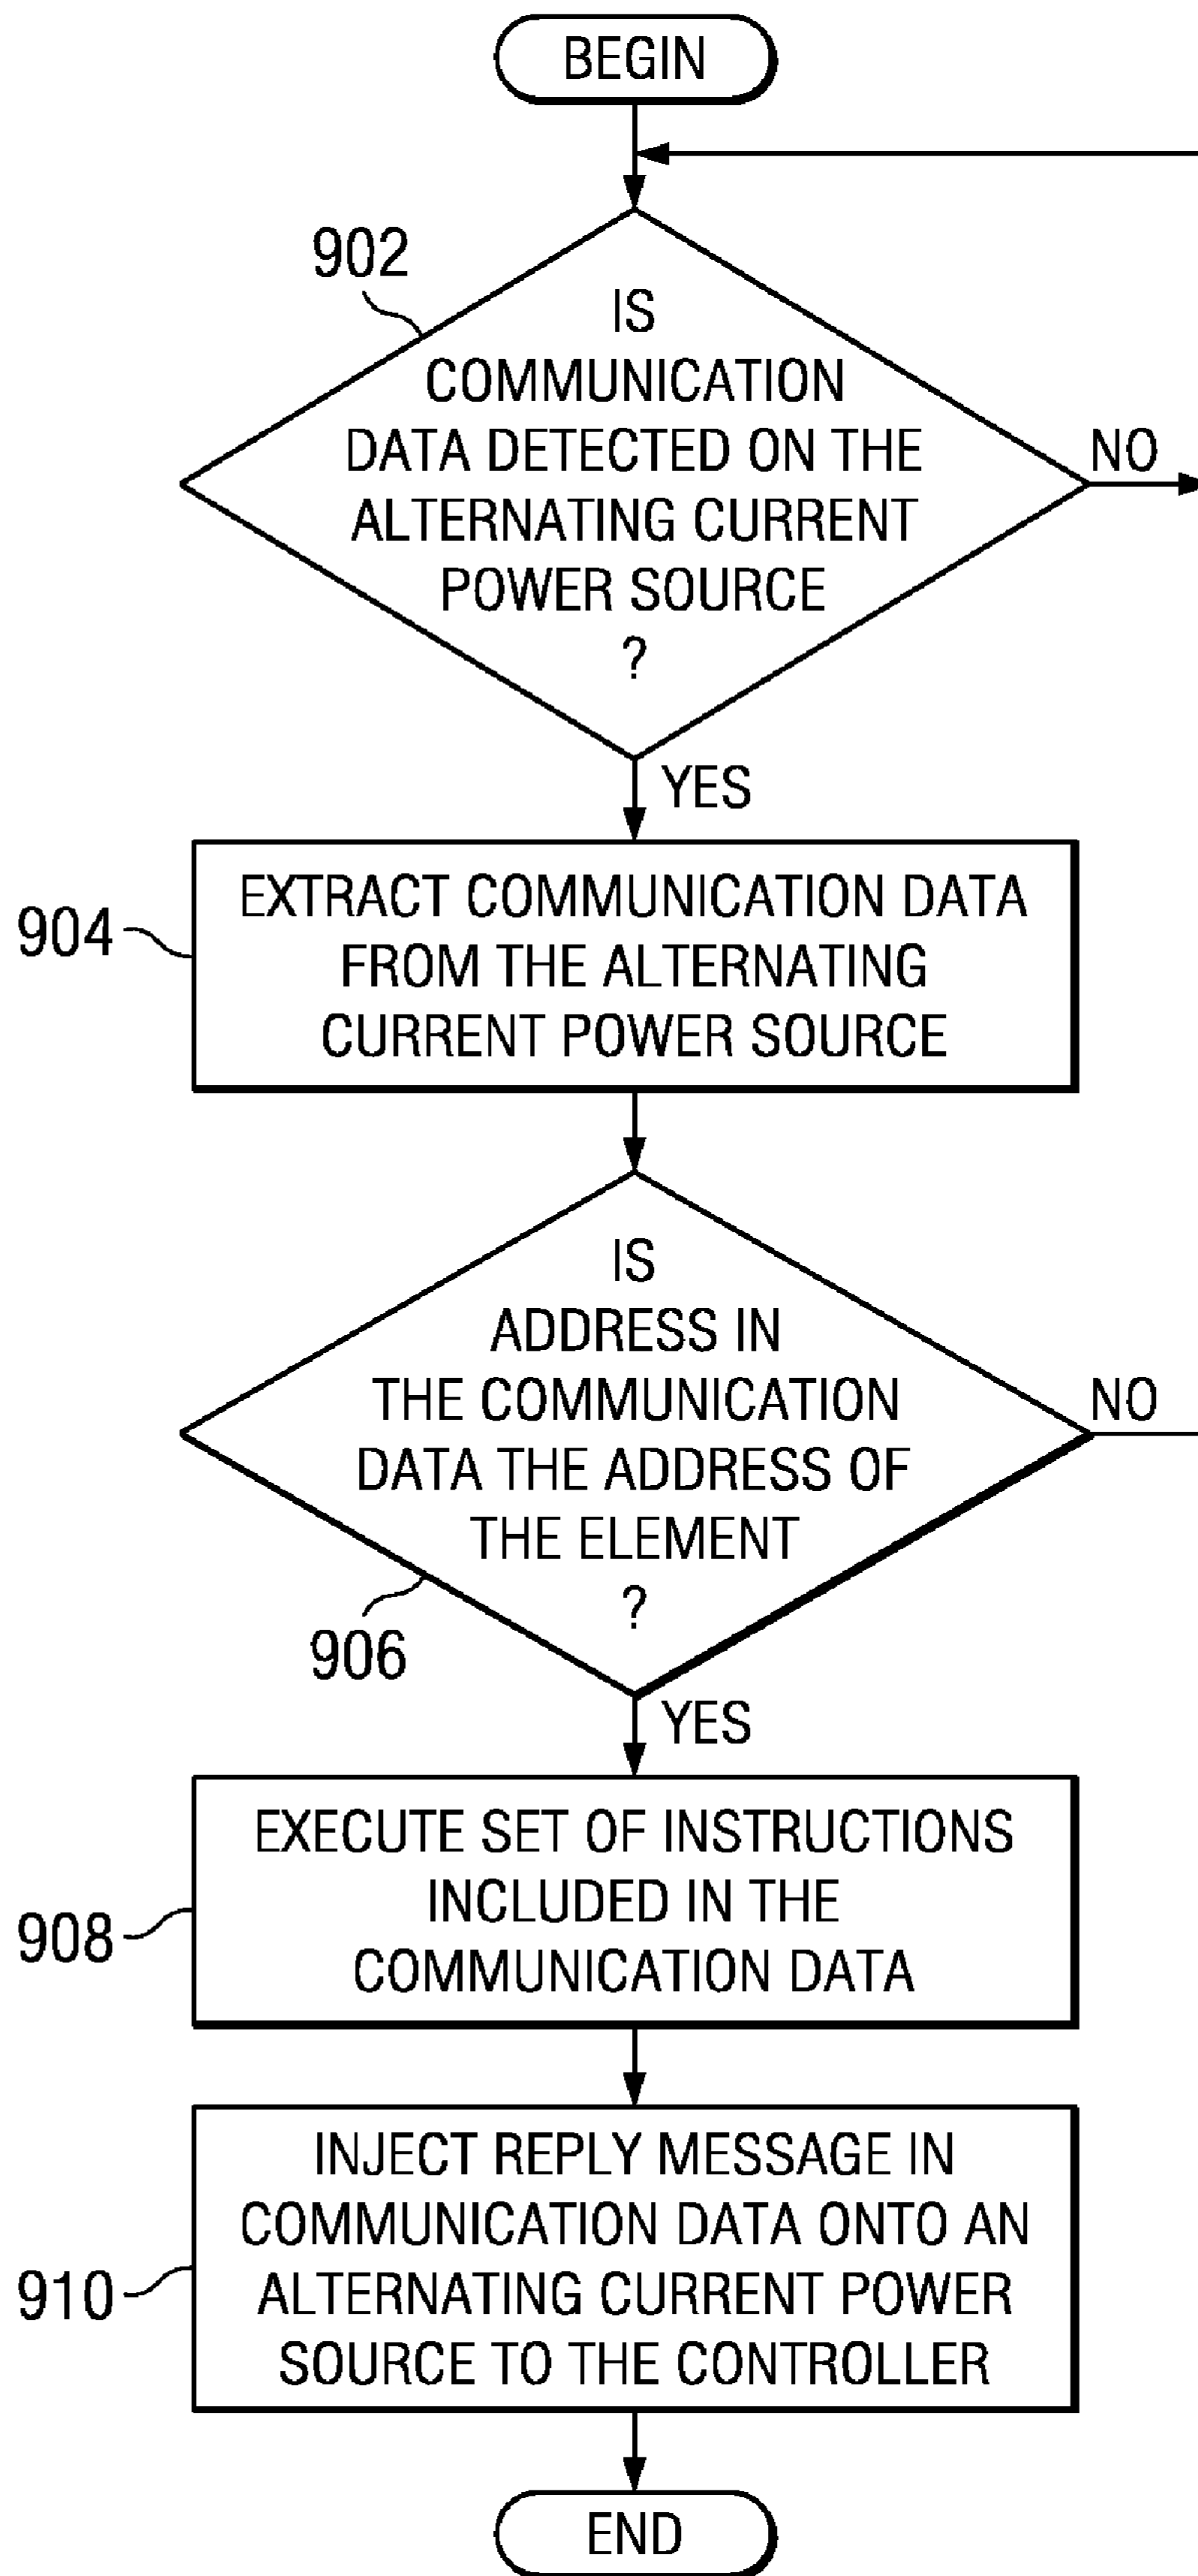 BEGIN
902
IS
COMMUNICATION
DATA DETECTED ON THE
ALTERNATING CURRENT
POWER SOURCE
?
NO
YES
904
EXTRACT COMMUNICATION DATA
FROM THE ALTERNATING
CURRENT POWER SOURCE
IS
ADDRESS IN
THE COMMUNICATION
DATA THE ADDRESS OF
THE ELEMENT
?
NO
906
YES
908
EXECUTE SET OF INSTRUCTIONS
INCLUDED IN THE
COMMUNICATION DATA
910
INJECT REPLY MESSAGE IN
COMMUNICATION DATA ONTO AN
ALTERNATING CURRENT POWER
SOURCE TO THE CONTROLLER
END